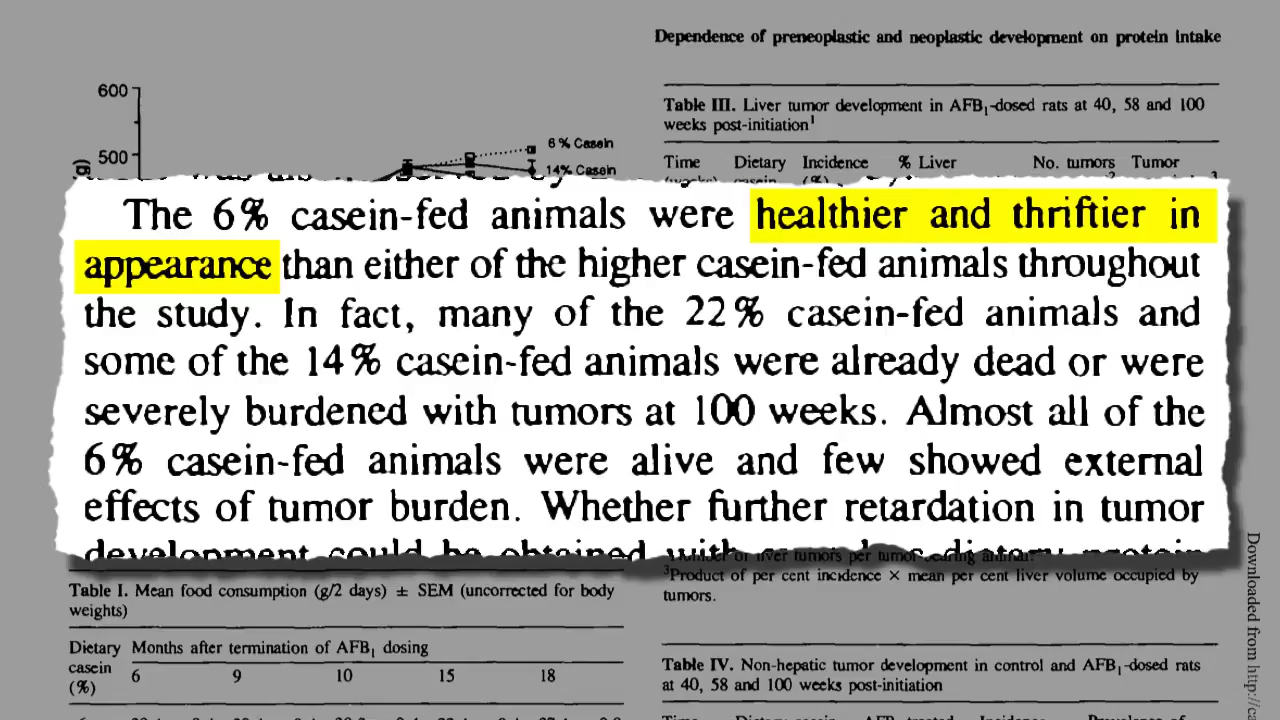 Dependence of preneoplastic and neoplastic development on protein intake
600
500
6 % Casein
14% Casein
Table III. Liver tumor development in AFB₁-dosed rats at 40, 58 and 100
weeks post-initiation¹
Time Dietary Incidence % Liver No. tumors Tumor
The 6% casein-fed animals were healthier and thriftier in
appearance than either of the higher casein-fed animals throughout
the study. In fact, many of the 22% casein-fed animals and
some of the 14% casein-fed animals were already dead or were
severely burdened with tumors at 100 weeks. Almost all of the
6% casein-fed animals were alive and few showed external
effects of tumor burden. Whether further retardation in tumor
development could be obtained with
³Product of per cent incidence × mean per cent liver volume occupied by
tumors.
Table I. Mean food consumption (g/2 days) ± SEM (uncorrected for body
weights)
Dietary Months after termination of AFB₁ dosing
casein
(%) 6 9 10 15 18
Table IV. Non-hepatic tumor development in control and AFB₁-dosed rats
at 40, 58 and 100 weeks post-initiation
Downloaded from http://ca